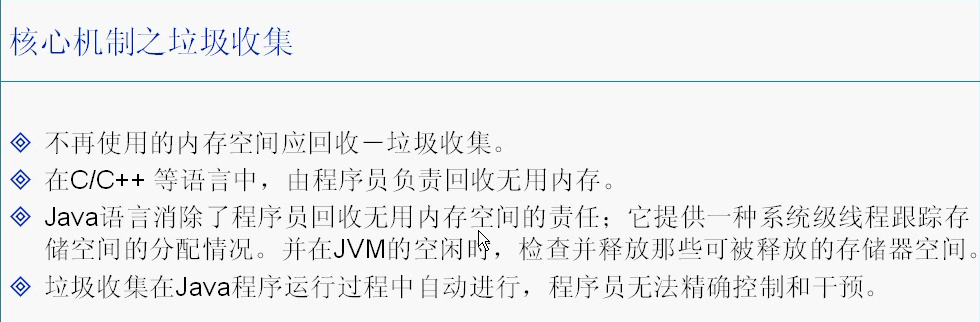 核心机制之垃圾收集
不再使用的内存空间应回收－垃圾收集。
在C/C++ 等语言中，由程序员负责回收无用内存。
Java语言消除了程序员回收无用内存空间的责任；它提供一种系统级线程跟踪存
储空间的分配情况。并在JVM的空闲时，检查并释放那些可被释放的存储器空间。
垃圾收集在Java程序运行过程中自动进行，程序员无法精确控制和干预。